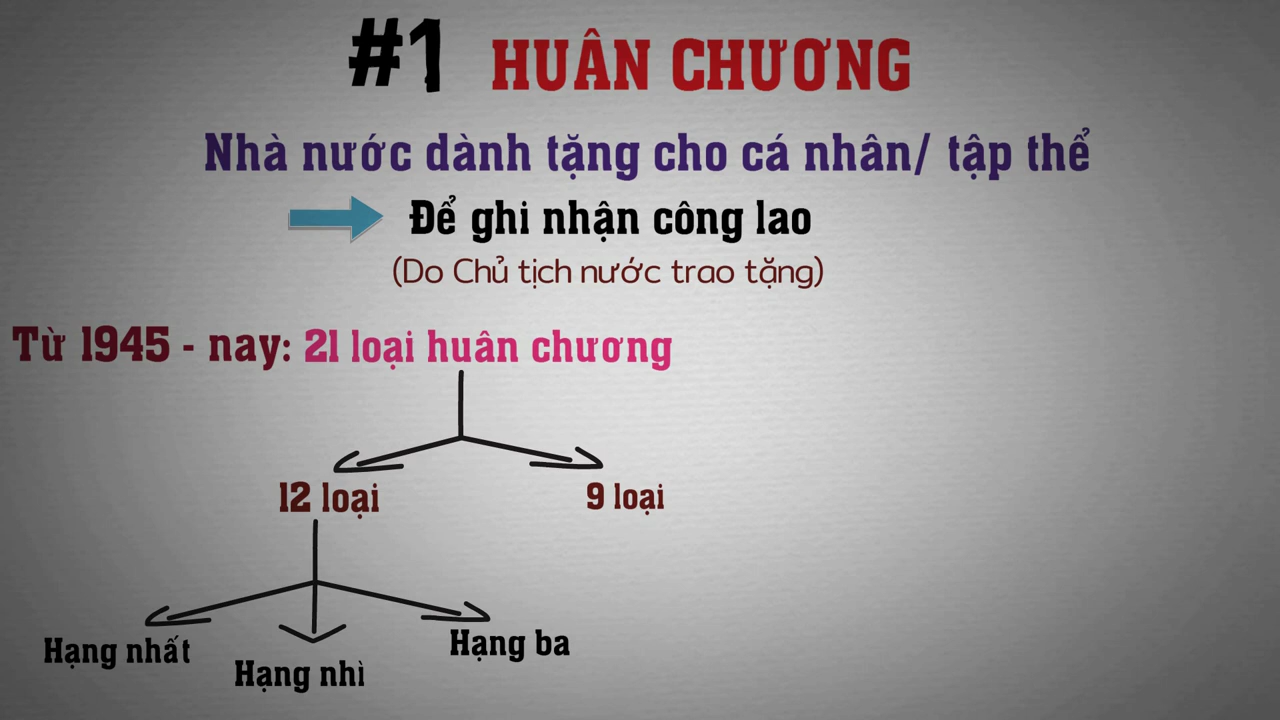 #1 HUÂN CHƯƠNG
Nhà nước dành tặng cho cá nhân/ tập thể
Để ghi nhận công lao
(Do Chủ tịch nước trao tặng)
Từ 1945 - nay: 21 loại huân chương
12 loại
9 loại
Hạng nhất
Hạng nhì
Hạng ba